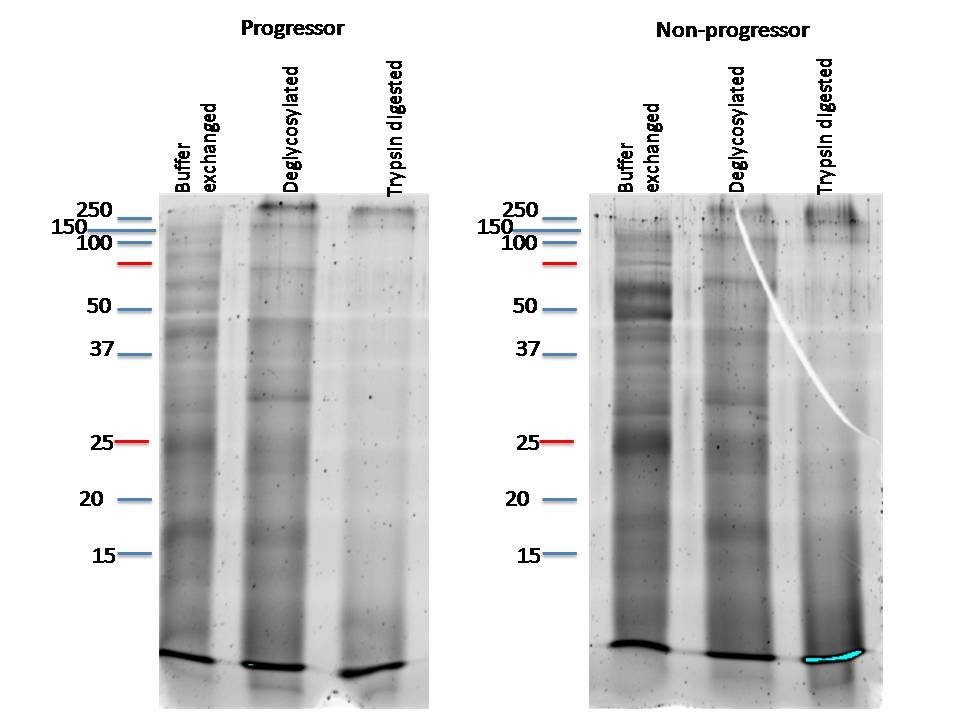 Progressor
Buffer
exchanged
Deglycosylated
Trypsin digested
250
150
100
50
37
25
20
15
Non-progressor
Buffer
exchanged
Deglycosylated
Trypsin digested
250
150
100
50
37
25
20
15